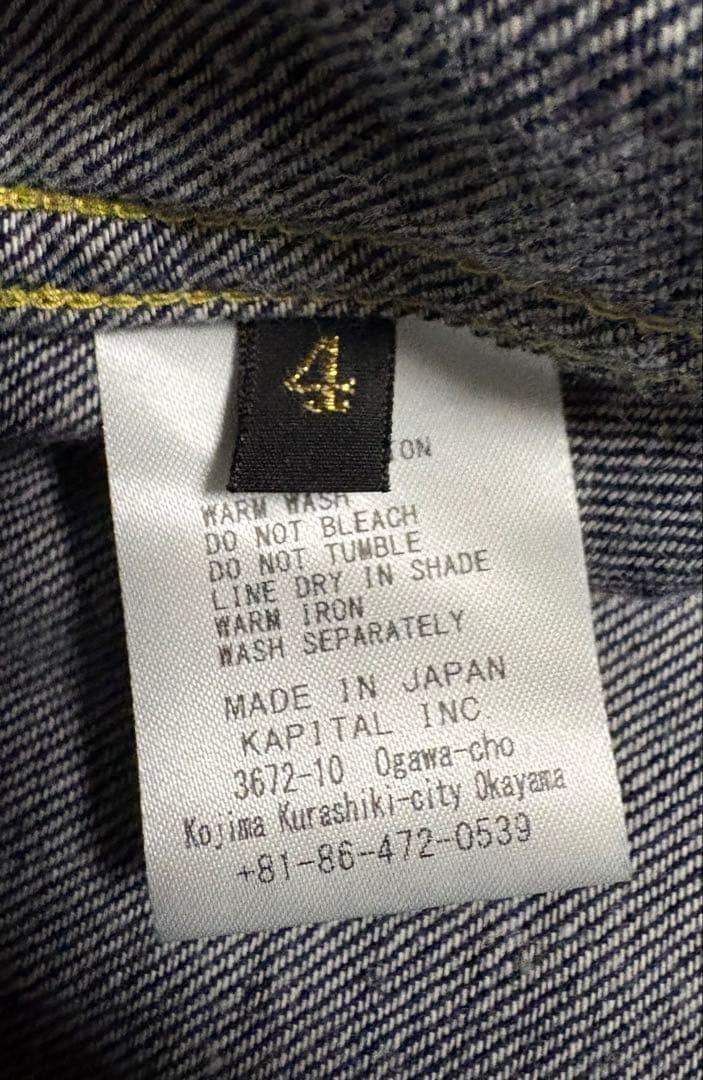 4
WARM WASH
DO NOT BLEACH
DO NOT TUMBLE
LINE DRY IN SHADE
WARM IRON
WASH SEPARATELY
MADE IN JAPAN
KAPITAL INC
3672-10 Ogawa-cho
Kojima Kurashiki-city Okayama
+81-86-472-0539